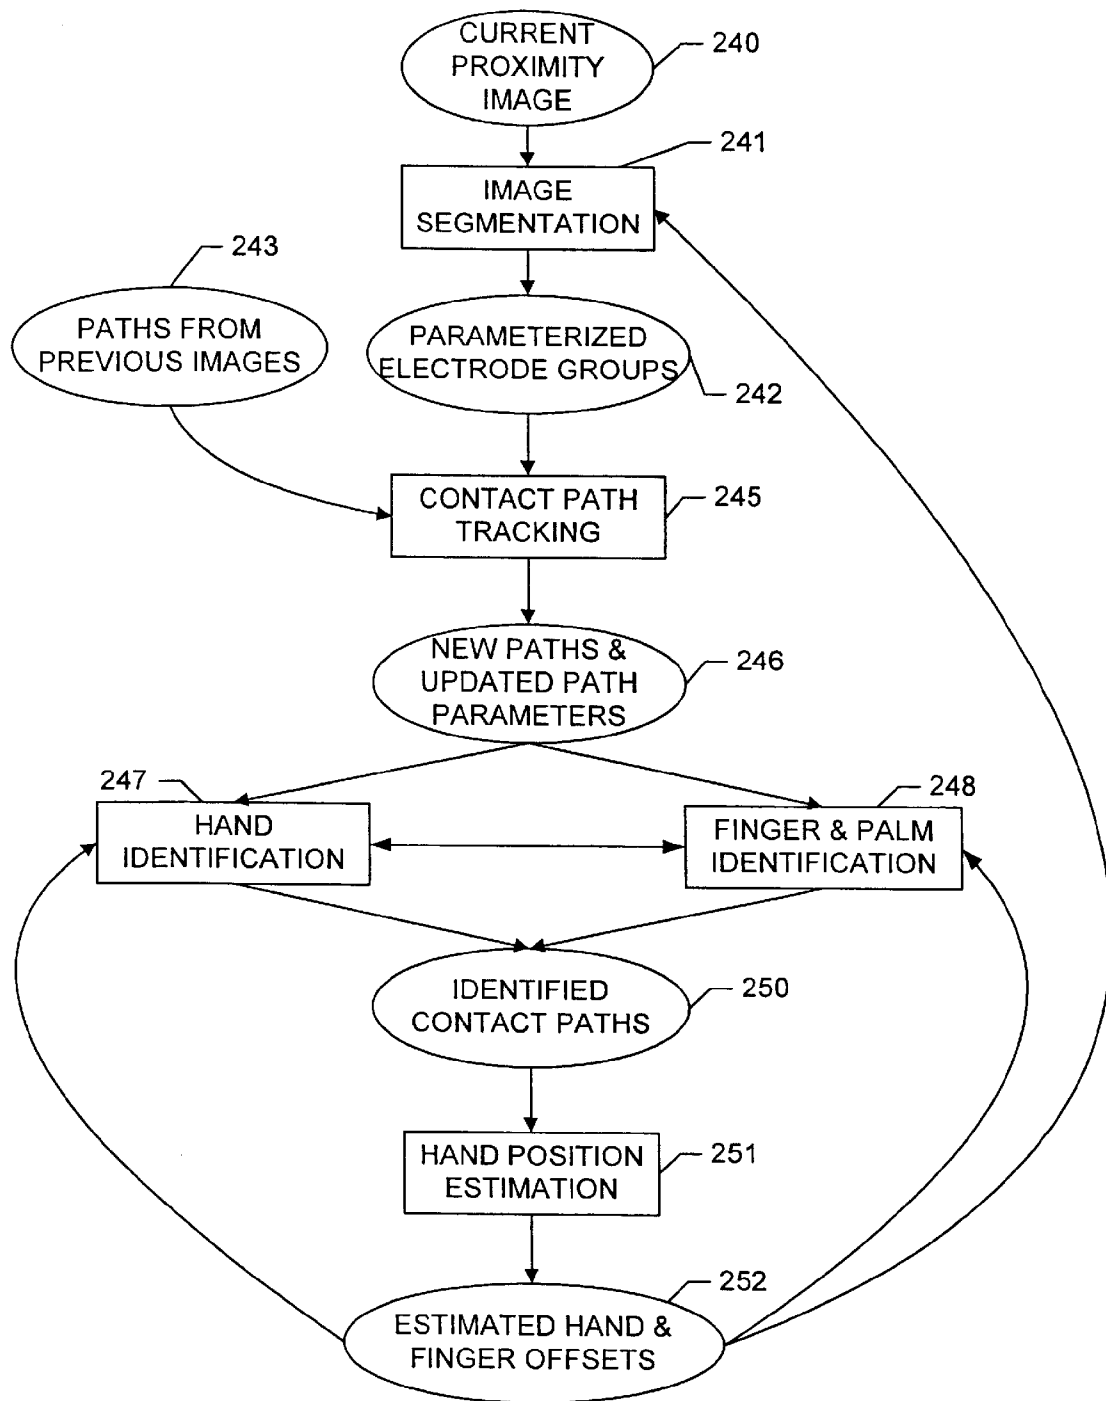 CURRENT
PROXIMITY
IMAGE
240
241
IMAGE
SEGMENTATION
243
PATHS FROM
PREVIOUS IMAGES
PARAMETERIZED
ELECTRODE GROUPS
242
CONTACT PATH
TRACKING
245
NEW PATHS &
UPDATED PATH
PARAMETERS
246
247
HAND
IDENTIFICATION
248
FINGER & PALM
IDENTIFICATION
IDENTIFIED
CONTACT PATHS
250
HAND POSITION
ESTIMATION
251
252
ESTIMATED HAND &
FINGER OFFSETS